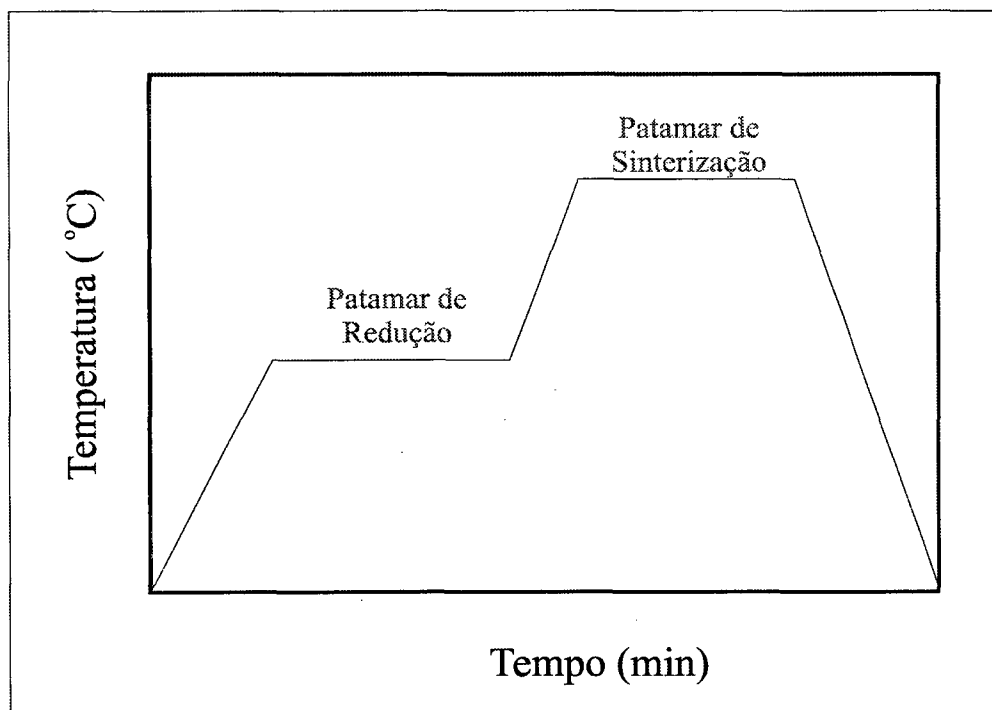 Patamar de
Sinterização
Patamar de
Redução
Temperatura ( °C)
Tempo (min)